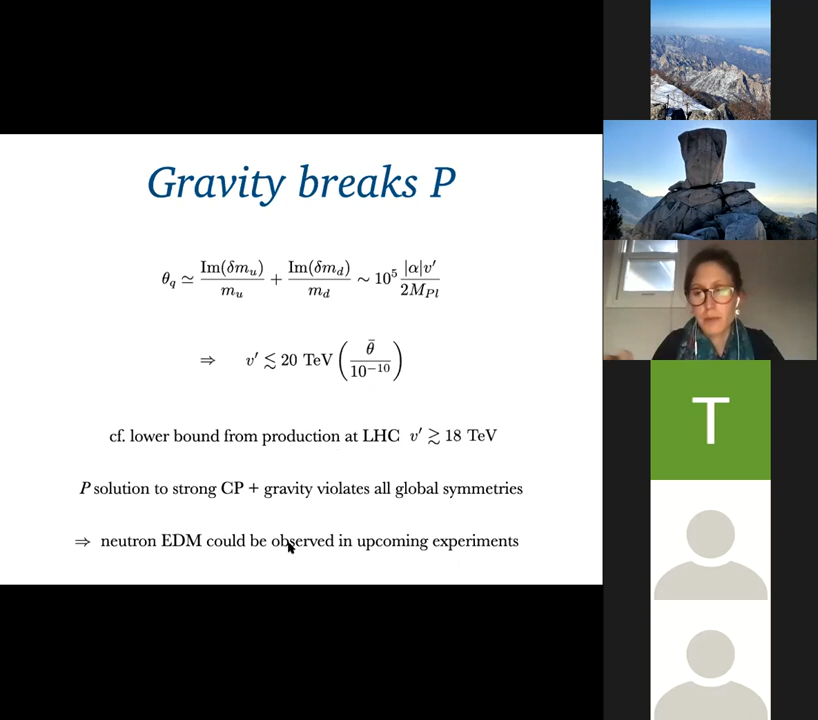 Gravity breaks P
θ_q ≃ Im(δm_u)/m_u + Im(δm_d)/m_d ∼ 10^5 |α|v′/2M_{Pl}
⇒ v′ ≲ 20 TeV (θ̄/10^{-10})
cf. lower bound from production at LHC v′ ≳ 18 TeV
P solution to strong CP + gravity violates all global symmetries
⇒ neutron EDM could be observed in upcoming experiments
T